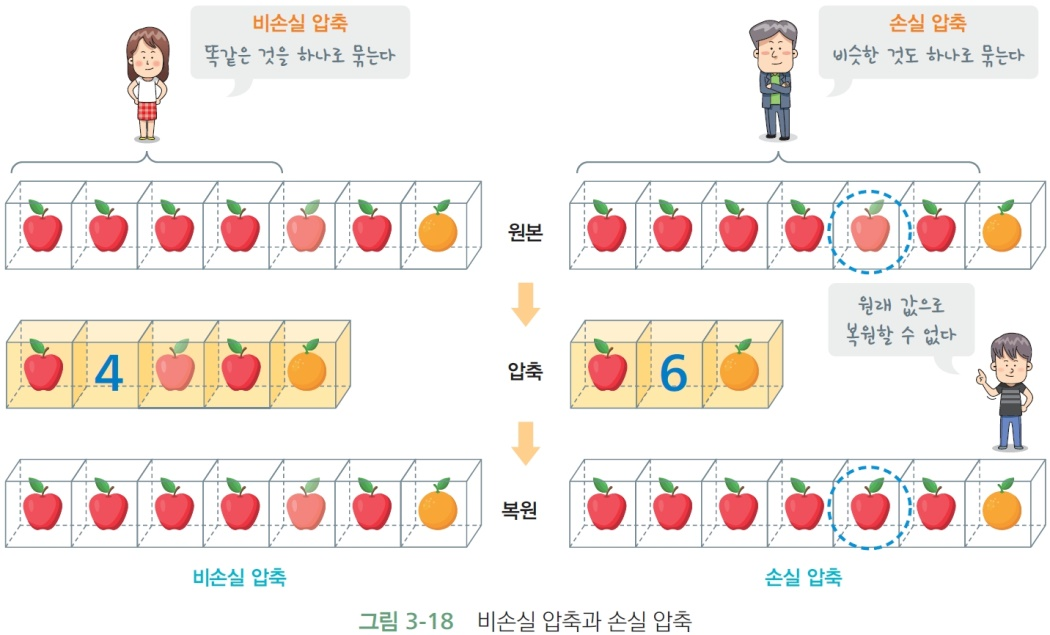 비손실 압축
똑같은 것을 하나로 묶는다
손실 압축
비슷한 것도 하나로 묶는다
원본
원래 값으로
복원할 수 없다
4
압축
6
복원
비손실 압축
손실 압축
그림 3-18 비손실 압축과 손실 압축